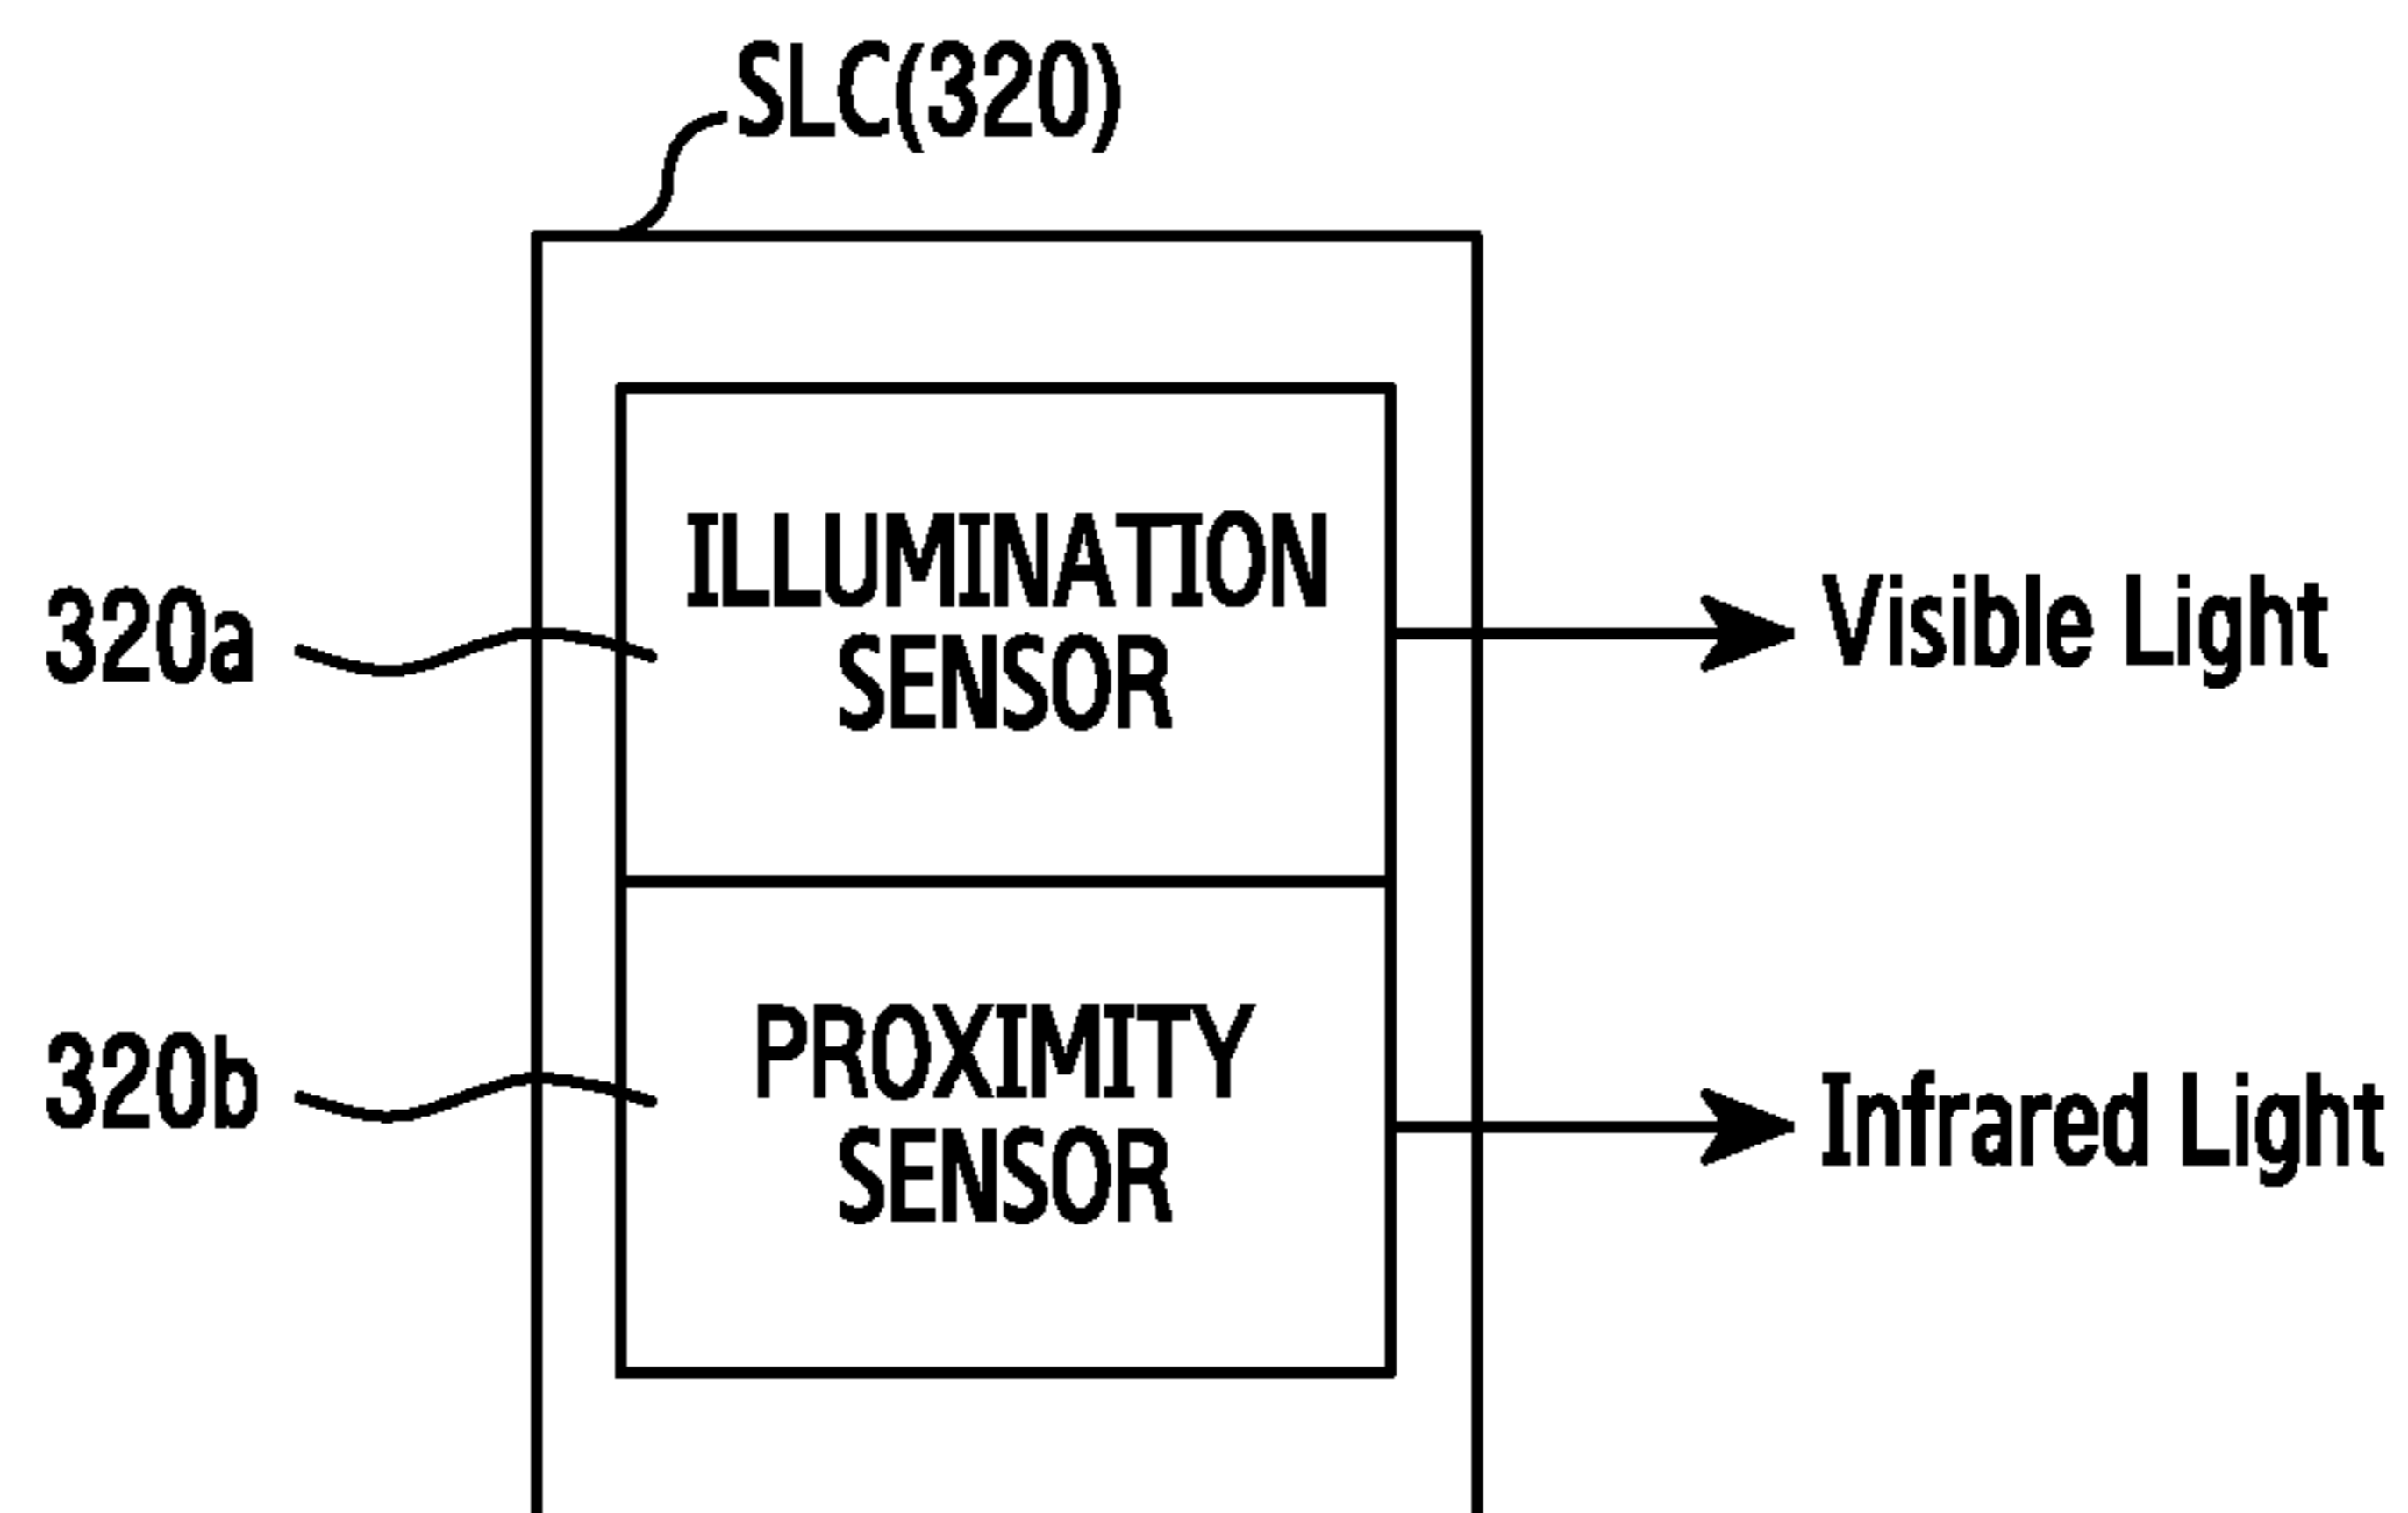 SLC(320)
ILLUMINATION
SENSOR
320a
Visible Light
PROXIMITY
SENSOR
320b
Infrared Light